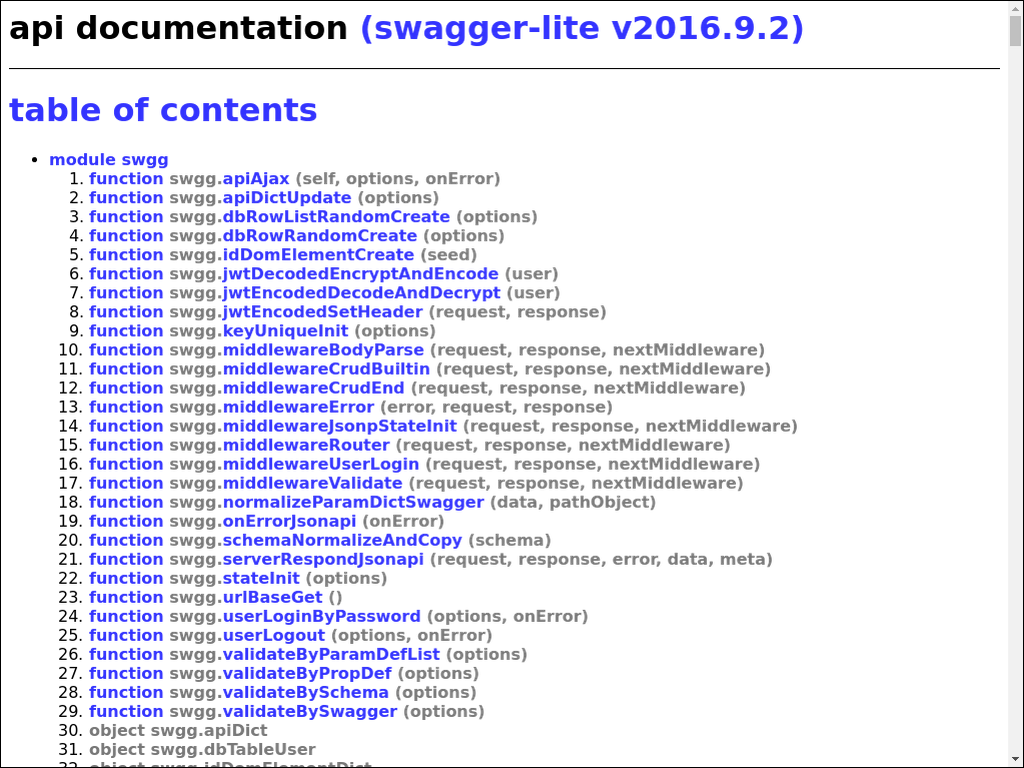 api documentation (swagger-lite v2016.9.2)
table of contents
• module swgg
1. function swgg.apiAjax (self, options, onError)
2. function swgg.apiDictUpdate (options)
3. function swgg.dbRowListRandomCreate (options)
4. function swgg.dbRowRandomCreate (options)
5. function swgg.idDomElementCreate (seed)
6. function swgg.jwtDecodedEncryptAndEncode (user)
7. function swgg.jwtEncodedDecodeAndDecrypt (user)
8. function swgg.jwtEncodedSetHeader (request, response)
9. function swgg.keyUniqueInit (options)
10. function swgg.middlewareBodyParse (request, response, nextMiddleware)
11. function swgg.middlewareCrudBuiltin (request, response, nextMiddleware)
12. function swgg.middlewareCrudEnd (request, response, nextMiddleware)
13. function swgg.middlewareError (error, request, response)
14. function swgg.middlewareJsonpStateInit (request, response, nextMiddleware)
15. function swgg.middlewareRouter (request, response, nextMiddleware)
16. function swgg.middlewareUserLogin (request, response, nextMiddleware)
17. function swgg.middlewareValidate (request, response, nextMiddleware)
18. function swgg.normalizeParamDictSwagger (data, pathObject)
19. function swgg.onErrorJsonapi (onError)
20. function swgg.schemaNormalizeAndCopy (schema)
21. function swgg.serverRespondJsonapi (request, response, error, data, meta)
22. function swgg.stateInit (options)
23. function swgg.urlBaseGet ()
24. function swgg.userLoginByPassword (options, onError)
25. function swgg.userLogout (options, onError)
26. function swgg.validateByParamDefList (options)
27. function swgg.validateByPropDef (options)
28. function swgg.validateBySchema (options)
29. function swgg.validateBySwagger (options)
30. object swgg.apiDict
31. object swgg.dbTableUser
32. object swgg.idDomElementDict